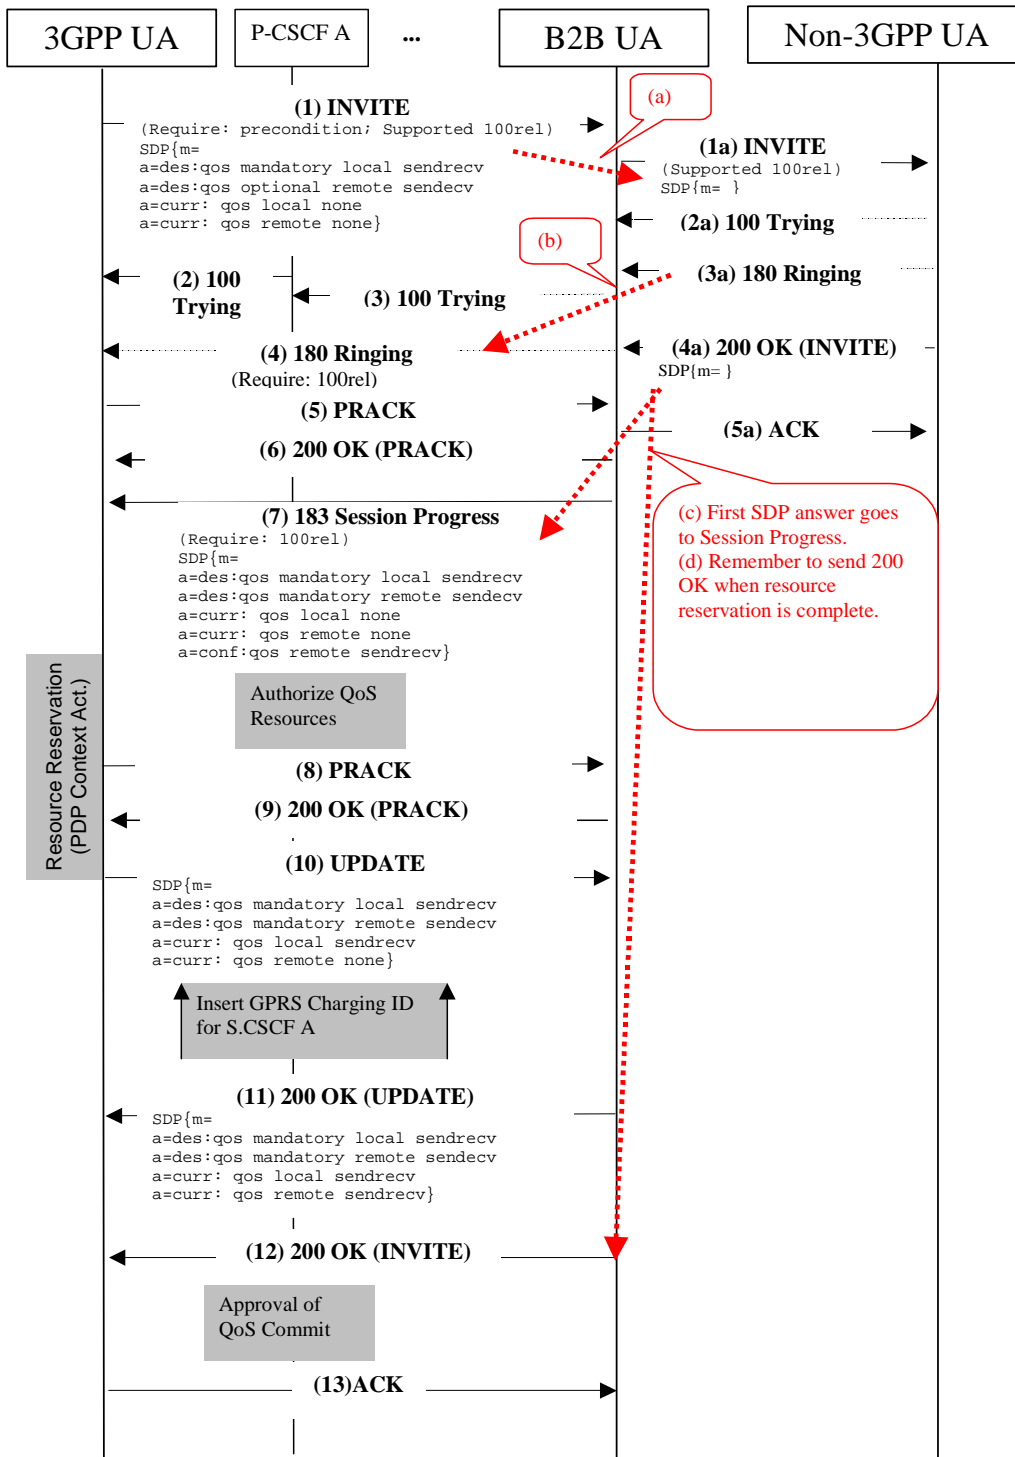 3GPP UA
P-CSCF A
...
B2B UA
Non-3GPP UA
(1) INVITE
(Require: precondition; Supported 100rel)
SDP{m=
a=des:qos mandatory local sendrecv
a=des:qos optional remote sendecv
a=curr: qos local none
a=curr: qos remote none}
(a)
(1a) INVITE
(Supported 100rel)
SDP{m= }
(2a) 100 Trying
(b)
(3a) 180 Ringing
(2) 100
Trying
(3) 100 Trying
(4) 180 Ringing
(Require: 100rel)
(4a) 200 OK (INVITE)
SDP{m= }
(5) PRACK
(5a) ACK
(6) 200 OK (PRACK)
(7) 183 Session Progress
(Require: 100rel)
SDP{m=
a=des:qos mandatory local sendrecv
a=des:qos mandatory remote sendecv
a=curr: qos local none
a=curr: qos remote none
a=conf:qos remote sendrecv}
(c) First SDP answer goes
to Session Progress.
(d) Remember to send 200
OK when resource
reservation is complete.
Resource Reservation
(PDP Context Act.)
Authorize QoS
Resources
(8) PRACK
(9) 200 OK (PRACK)
(10) UPDATE
SDP{m=
a=des:qos mandatory local sendrecv
a=des:qos mandatory remote sendecv
a=curr: qos local sendrecv
a=curr: qos remote none}
Insert GPRS Charging ID
for S.CSCF A
(11) 200 OK (UPDATE)
SDP{m=
a=des:qos mandatory local sendrecv
a=des:qos mandatory remote sendecv
a=curr: qos local sendrecv
a=curr: qos remote sendrecv}
(12) 200 OK (INVITE)
Approval of
QoS Commit
(13)ACK